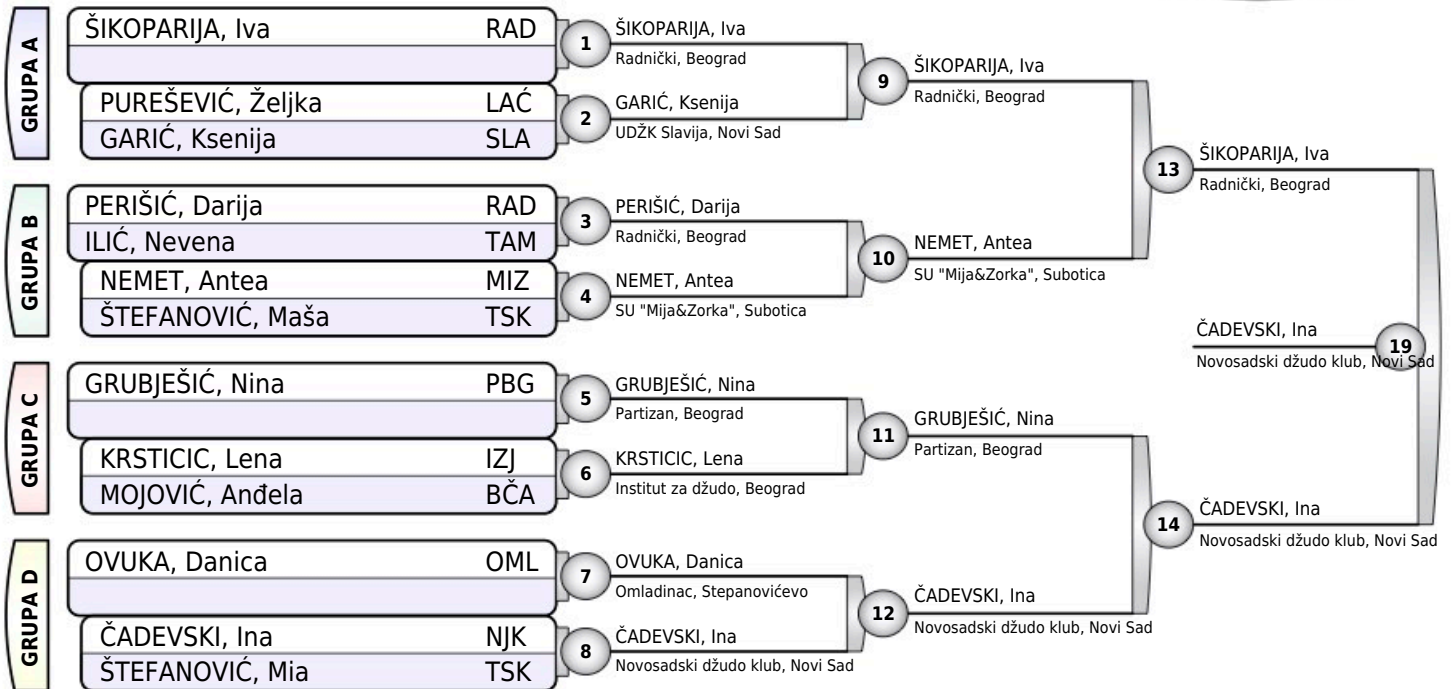 GRUPA A
ŠIKOPARIJA, Iva RAD
PUREŠEVIĆ, Željka LAĆ
GARIĆ, Ksenija SLA
1
ŠIKOPARIJA, Iva
Radnički, Beograd
2
GARIĆ, Ksenija
UDŽK Slavija, Novi Sad
9
ŠIKOPARIJA, Iva
Radnički, Beograd
GRUPA B
PERIŠIĆ, Darija RAD
ILIĆ, Nevena TAM
NEMET, Antea MIZ
ŠTEFANOVIĆ, Maša TSK
3
PERIŠIĆ, Darija
Radnički, Beograd
4
NEMET, Antea
SU "Mija&Zorka", Subotica
10
NEMET, Antea
SU "Mija&Zorka", Subotica
13
ŠIKOPARIJA, Iva
Radnički, Beograd
GRUPA C
GRUBJEŠIĆ, Nina PBG
KRSTICIC, Lena IZJ
MOJOVIĆ, Anđela BČA
5
GRUBJEŠIĆ, Nina
Partizan, Beograd
6
KRSTICIC, Lena
Institut za džudo, Beograd
11
GRUBJEŠIĆ, Nina
Partizan, Beograd
GRUPA D
OVUKA, Danica OML
ČADEVSKI, Ina NJK
ŠTEFANOVIĆ, Mia TSK
7
OVUKA, Danica
Omladinac, Stepanovićevo
8
ČADEVSKI, Ina
Novosadski džudo klub, Novi Sad
12
ČADEVSKI, Ina
Novosadski džudo klub, Novi Sad
14
ČADEVSKI, Ina
Novosadski džudo klub, Novi Sad
ČADEVSKI, Ina
19
Novosadski džudo klub, Novi Sad